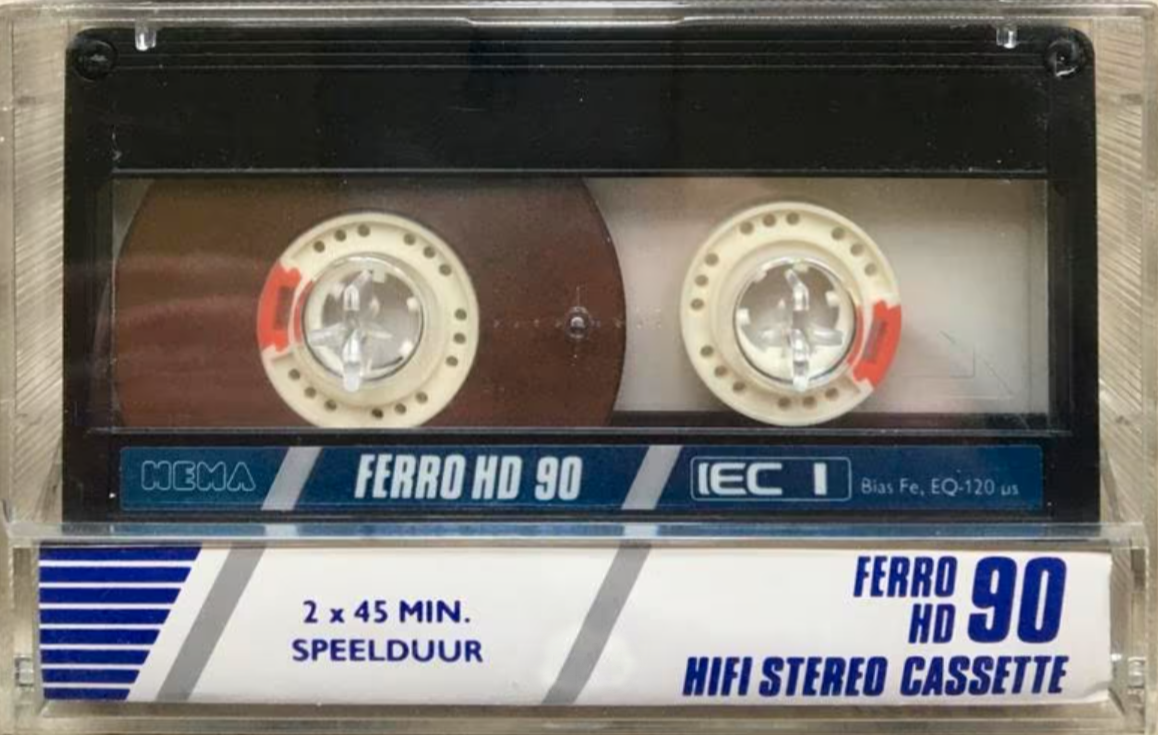 HEMA FERRO HD 90 IEC I Bias Fe, EQ-120 µs
2 x 45 MIN.
SPEELDUUR
FERRO
HD 90
HIFI STEREO CASSETTE